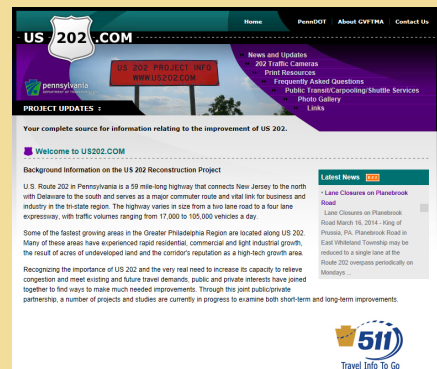 Home PennDOT About GVFTMA Contact Us
US 202 .COM
US 202 PROJECT INFO
WWW.US202.COM
pennsylvania
DEPARTMENT OF TRANSPORTATION
PROJECT UPDATES :
News and Updates
202 Traffic Cameras
Print Resources
Frequently Asked Questions
Public Transit/Carpooling/Shuttle Services
Photo Gallery
Links
Your complete source for information relating to the improvement of US 202.
Welcome to US202.COM
Background Information on the US 202 Reconstruction Project
U.S. Route 202 in Pennsylvania is a 59 mile-long highway that connects New Jersey to the north
with Delaware to the south and serves as a major commuter route and vital link for business and
industry in the tri-state region. The highway varies in size from a two lane road to a four lane
expressway, with traffic volumes ranging from 17,000 to 105,000 vehicles a day.
Some of the fastest growing areas in the Greater Philadelphia Region are located along US 202.
Many of these areas have experienced rapid residential, commercial and light industrial growth,
the result of acres of undeveloped land and the corridor's reputation as a high-tech growth area.
Recognizing the importance of US 202 and the very real need to increase its capacity to relieve
congestion and meet existing and future travel demands, public and private interests have joined
together to find ways to make much needed improvements. Through this joint public/private
partnership, a number of projects and studies are currently in progress to examine both short-term and long-term improvements.
Latest News RSS
Lane Closures on Planebrook
Road
Lane Closures on Planebrook
Road March 16, 2014 - King of
Prussia, PA. Planebrook Road in
East Whiteland Township may be
reduced to a single lane at the
Route 202 overpass periodically on
Mondays ...
511
Travel Info To Go